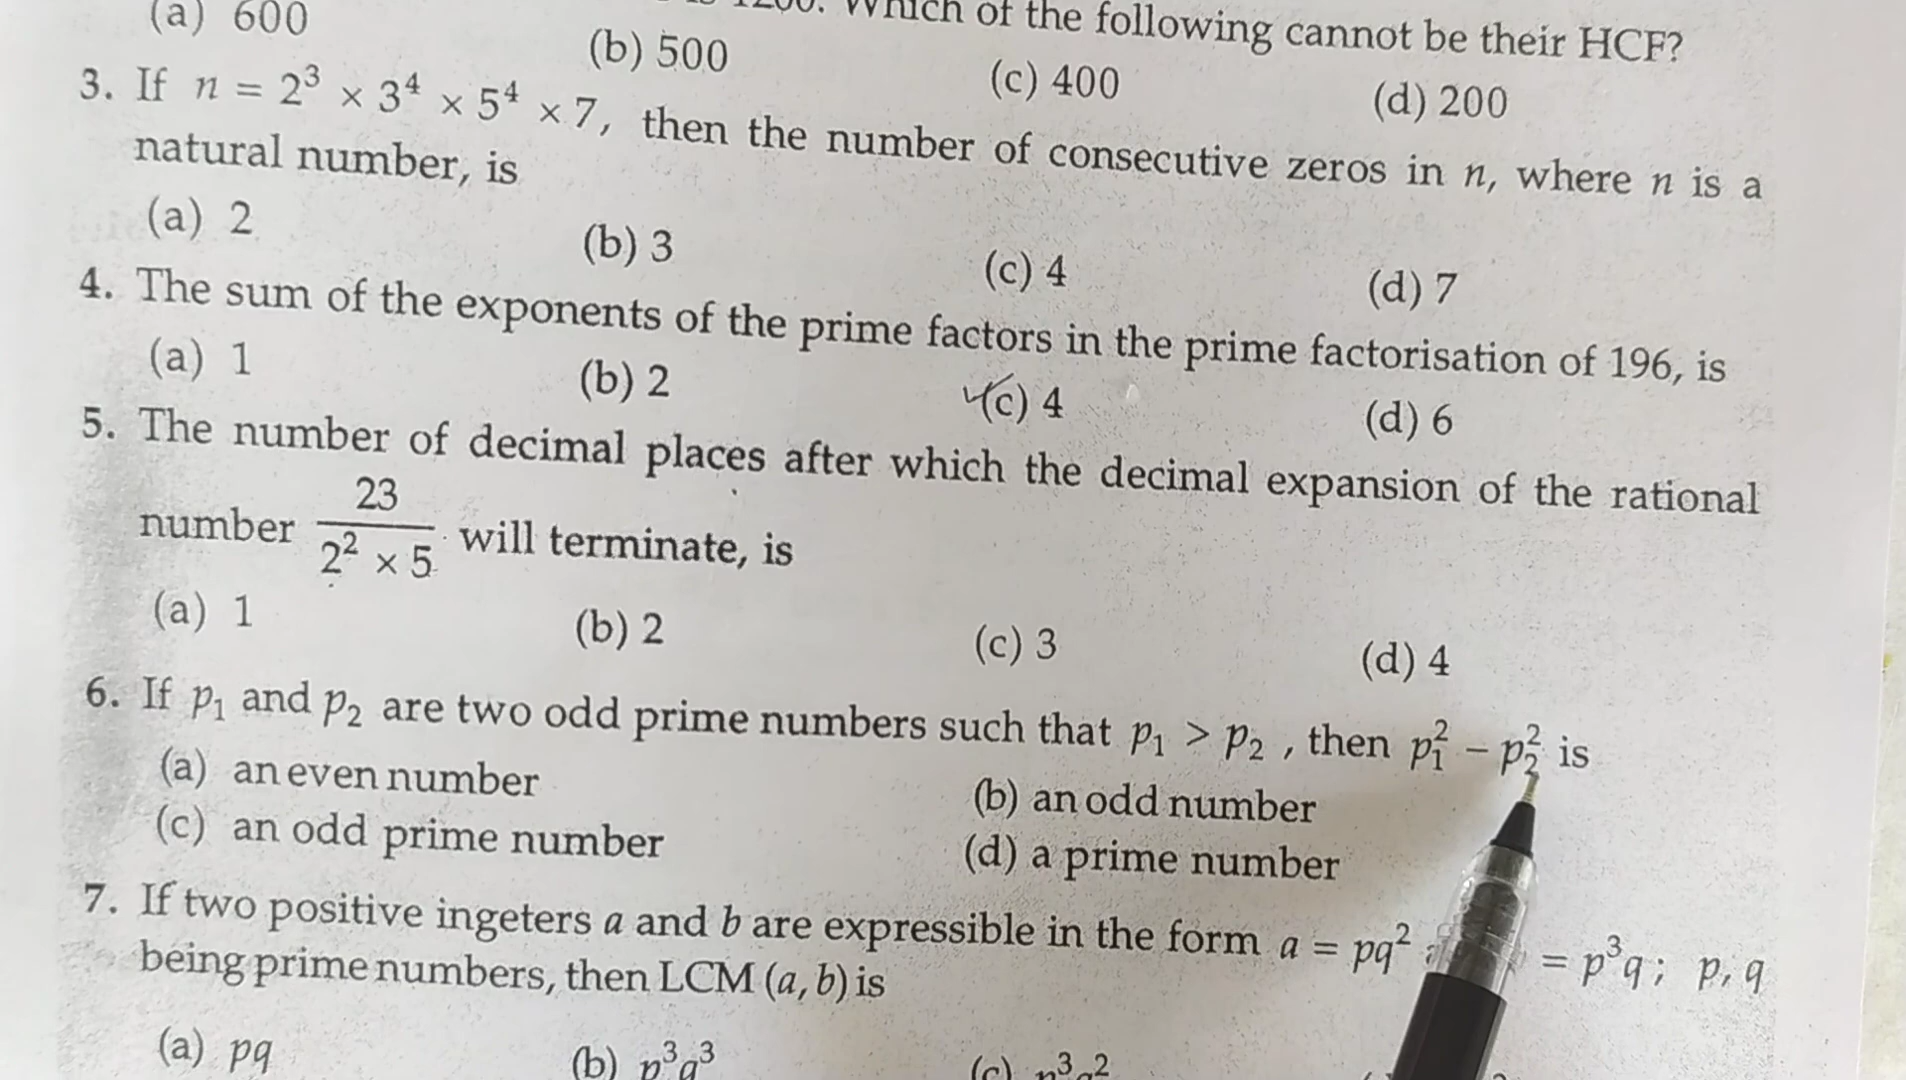 1200. Which of the following cannot be their HCF?
(a) 600 (b) 500 (c) 400 (d) 200
3. If n = 2³ × 3⁴ × 5⁴ × 7, then the number of consecutive zeros in n, where n is a
natural number, is
(a) 2 (b) 3 (c) 4 (d) 7
4. The sum of the exponents of the prime factors in the prime factorisation of 196, is
(a) 1 (b) 2 (c) 4 (d) 6
5. The number of decimal places after which the decimal expansion of the rational
number 23 / 2² × 5 will terminate, is
(a) 1 (b) 2 (c) 3 (d) 4
6. If p₁ and p₂ are two odd prime numbers such that p₁ > p₂ , then p₁² − p₂² is
(a) an even number (b) an odd number
(c) an odd prime number (d) a prime number
7. If two positive ingeters a and b are expressible in the form a = pq² = p³q; p, q
being prime numbers, then LCM (a, b) is
(a) pq (b) p³q³ (c) p³q²